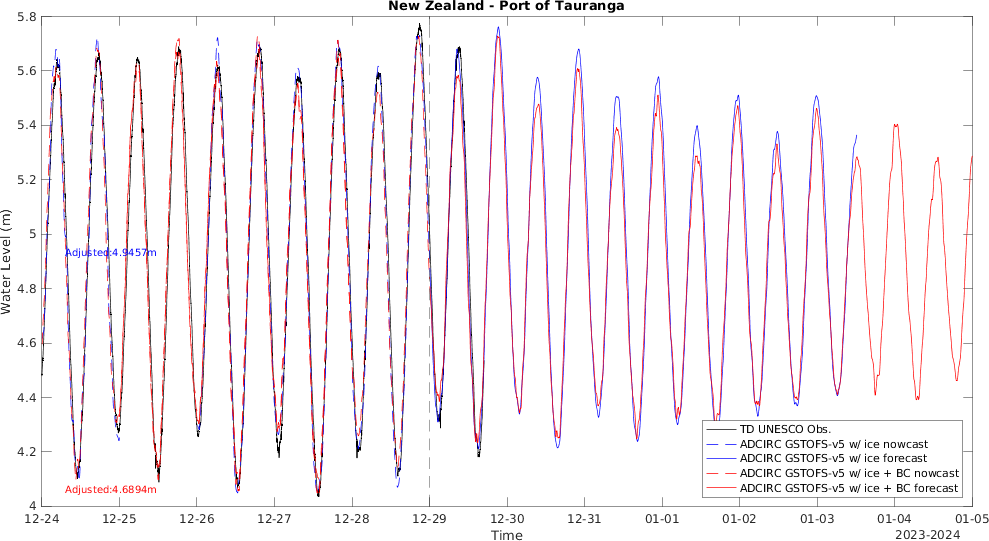 New Zealand - Port of Tauranga
5.8
5.6
5.4
5.2
5
4.8
4.6
4.4
4.2
4
Water Level (m)
Adjusted:4.9457m
Adjusted:4.6894m
TD UNESCO Obs.
ADCIRC GSTOFS-v5 w/ ice nowcast
ADCIRC GSTOFS-v5 w/ ice forecast
ADCIRC GSTOFS-v5 w/ ice + BC nowcast
ADCIRC GSTOFS-v5 w/ ice + BC forecast
12-24 12-25 12-26 12-27 12-28 12-29 12-30 12-31 01-01 01-02 01-03 01-04 01-05
Time
2023-2024